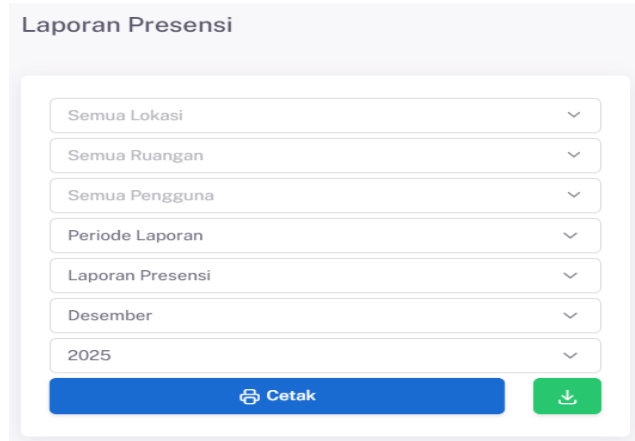 Laporan Presensi
Semua Lokasi
Semua Ruangan
Semua Pengguna
Periode Laporan
Laporan Presensi
Desember
2025
Cetak